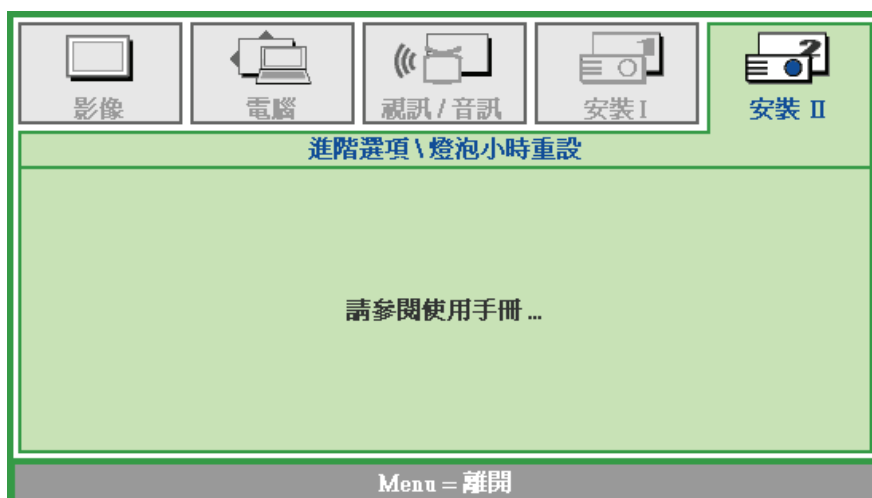 影像
電腦
視訊 / 音訊
安裝 I
2
安裝 II
進階選項 \ 燈泡小時重設
請參閱使用手冊 ...
Menu = 離開